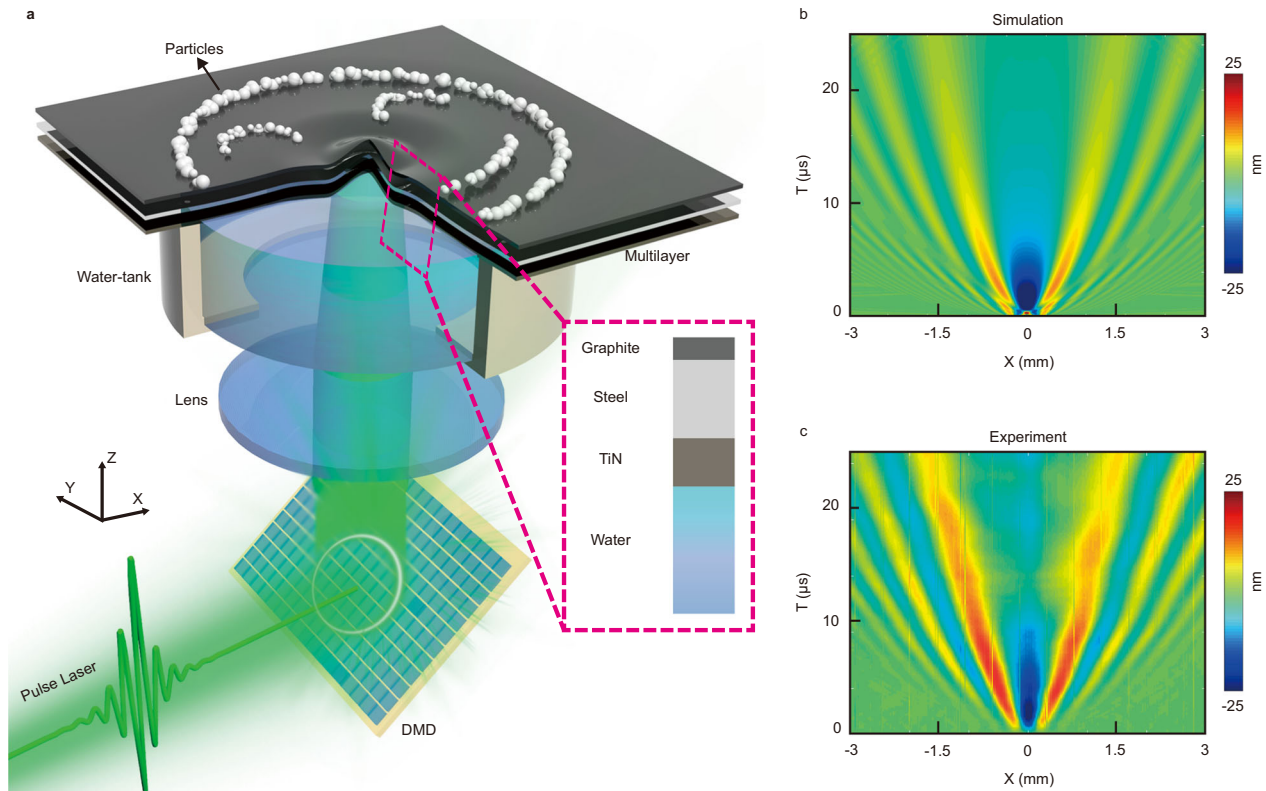 a
Particles
Water-tank
Multilayer
Lens
Z
Y
X
Pulse Laser
DMD
Graphite
Steel
TiN
Water
b
Simulation
20
10
0
T (μs)
-3
-1.5
0
1.5
3
X (mm)
25
-25
nm
c
Experiment
20
10
0
T (μs)
-3
-1.5
0
1.5
3
X (mm)
25
-25
nm